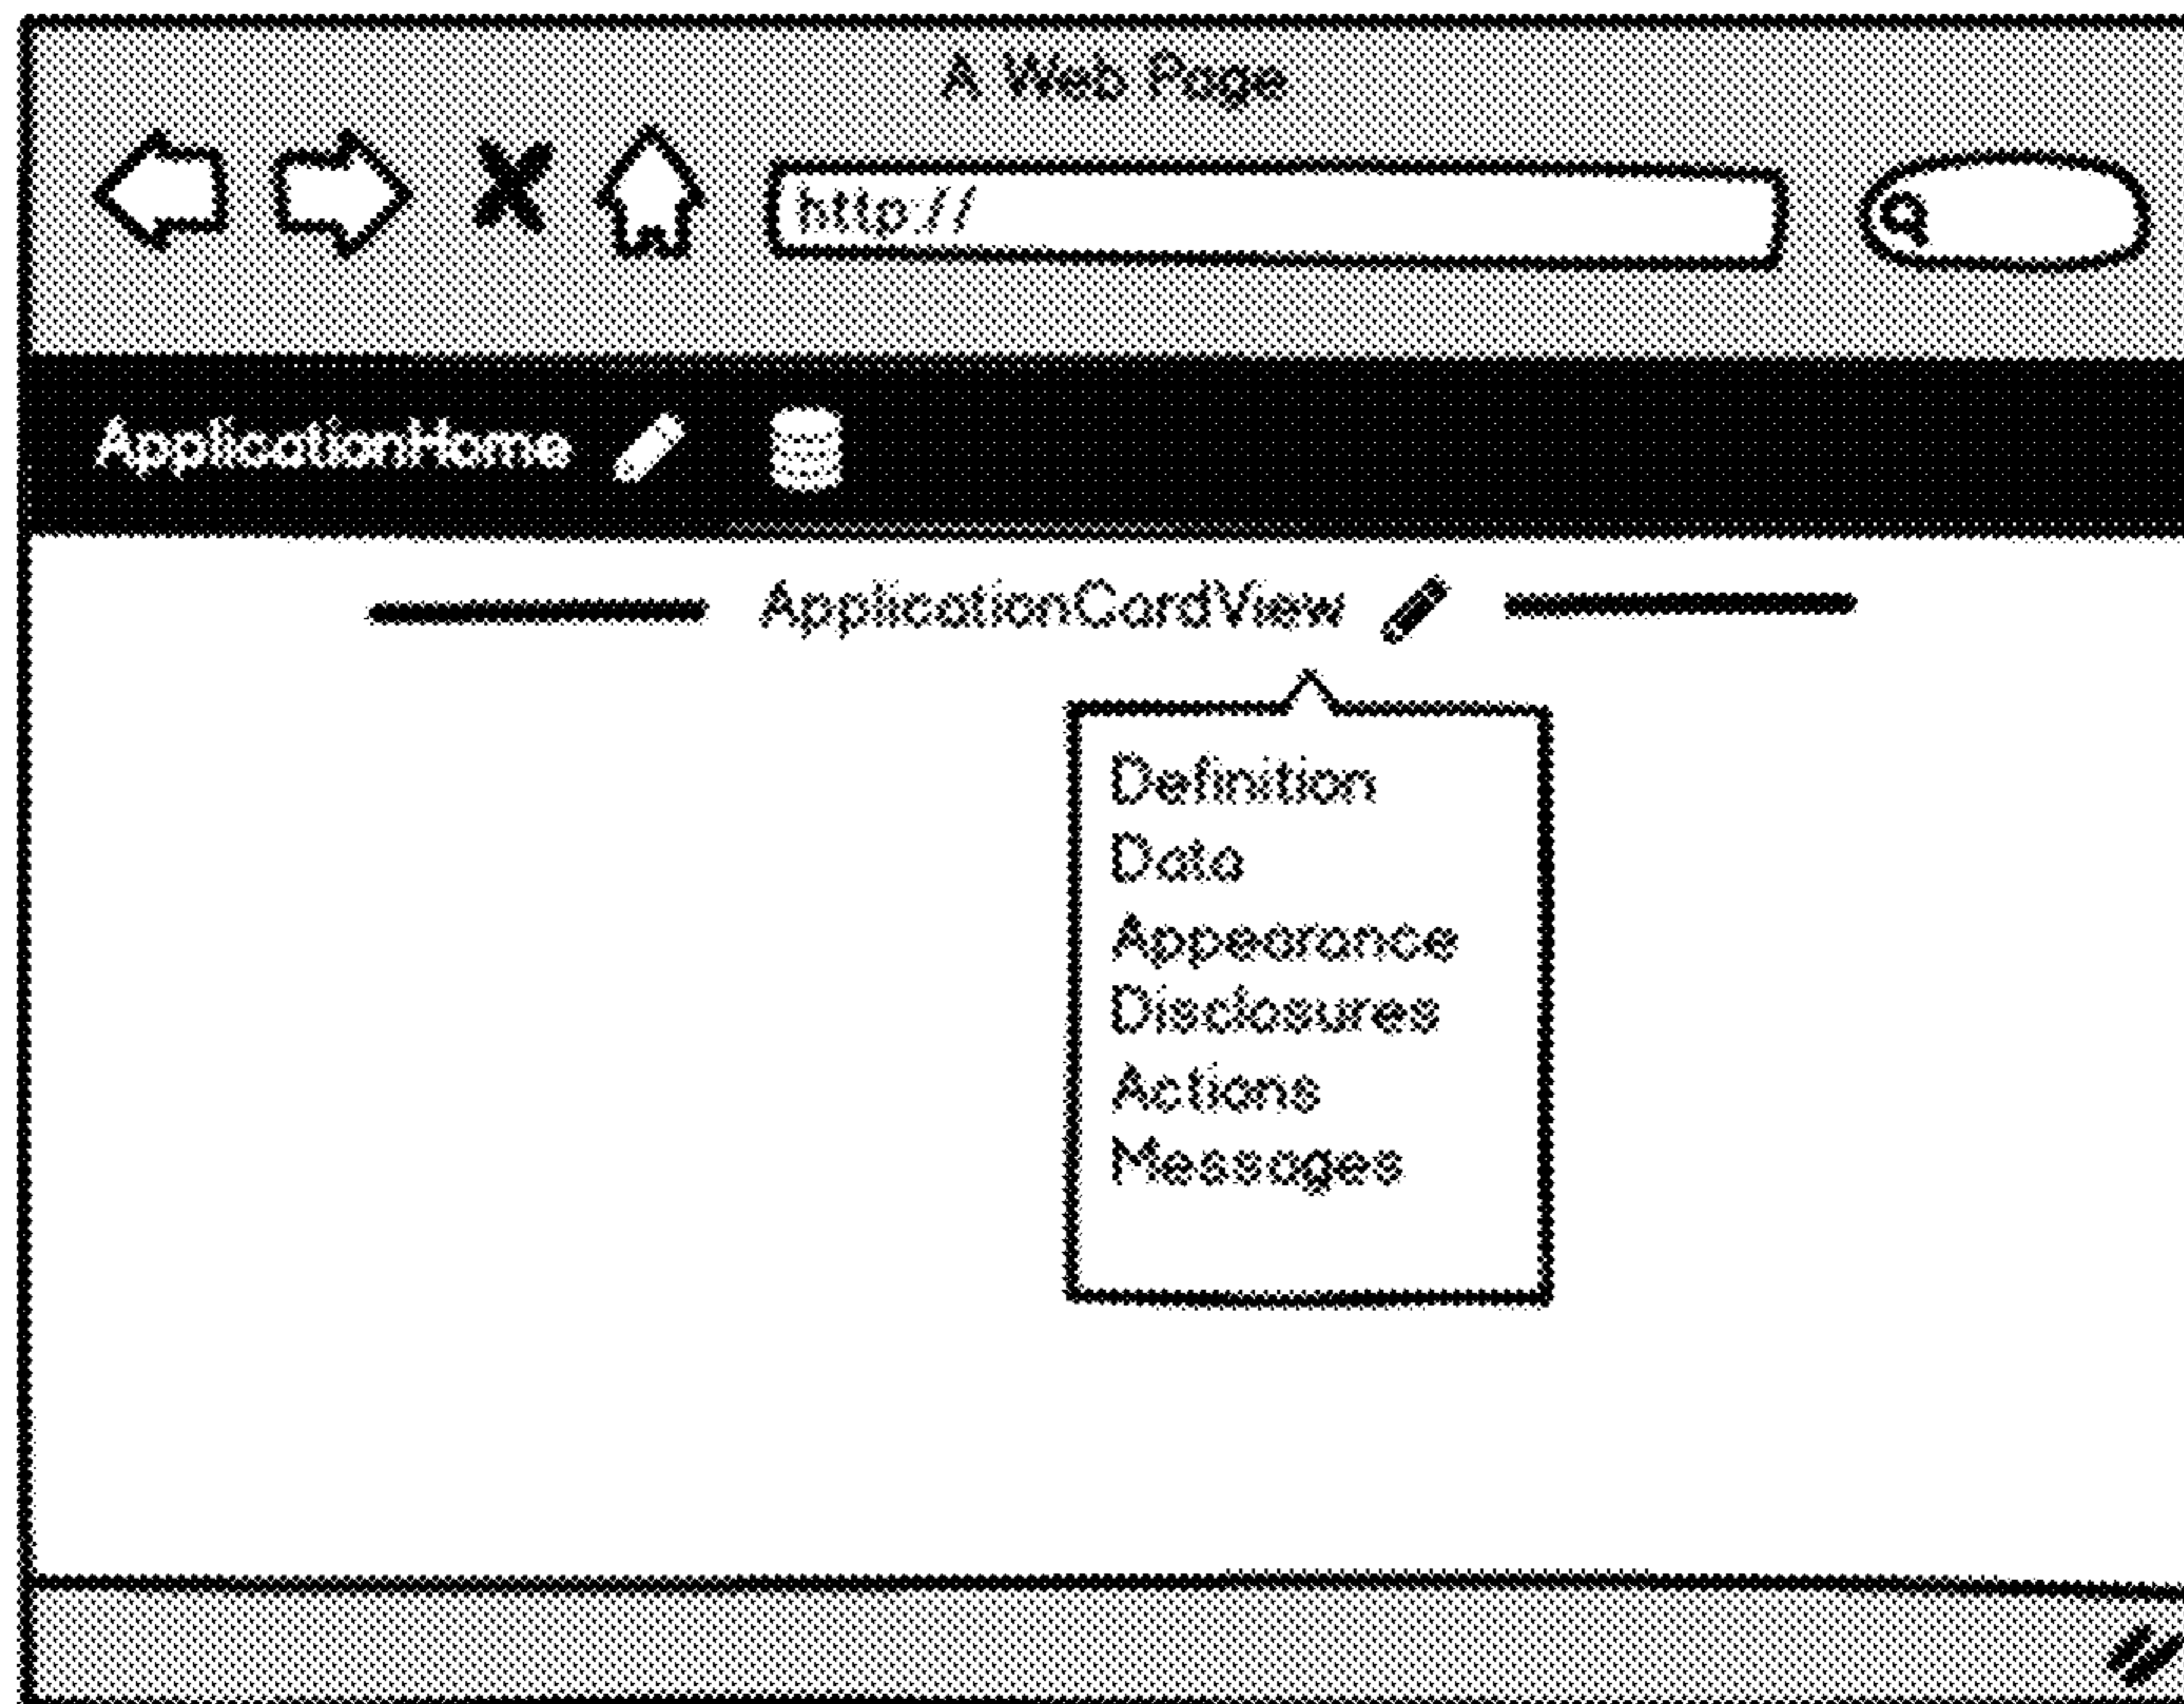 A Web Page
http://
ApplicationHome
ApplicationCardView
Definition
Data
Appearance
Disclosures
Actions
Messages